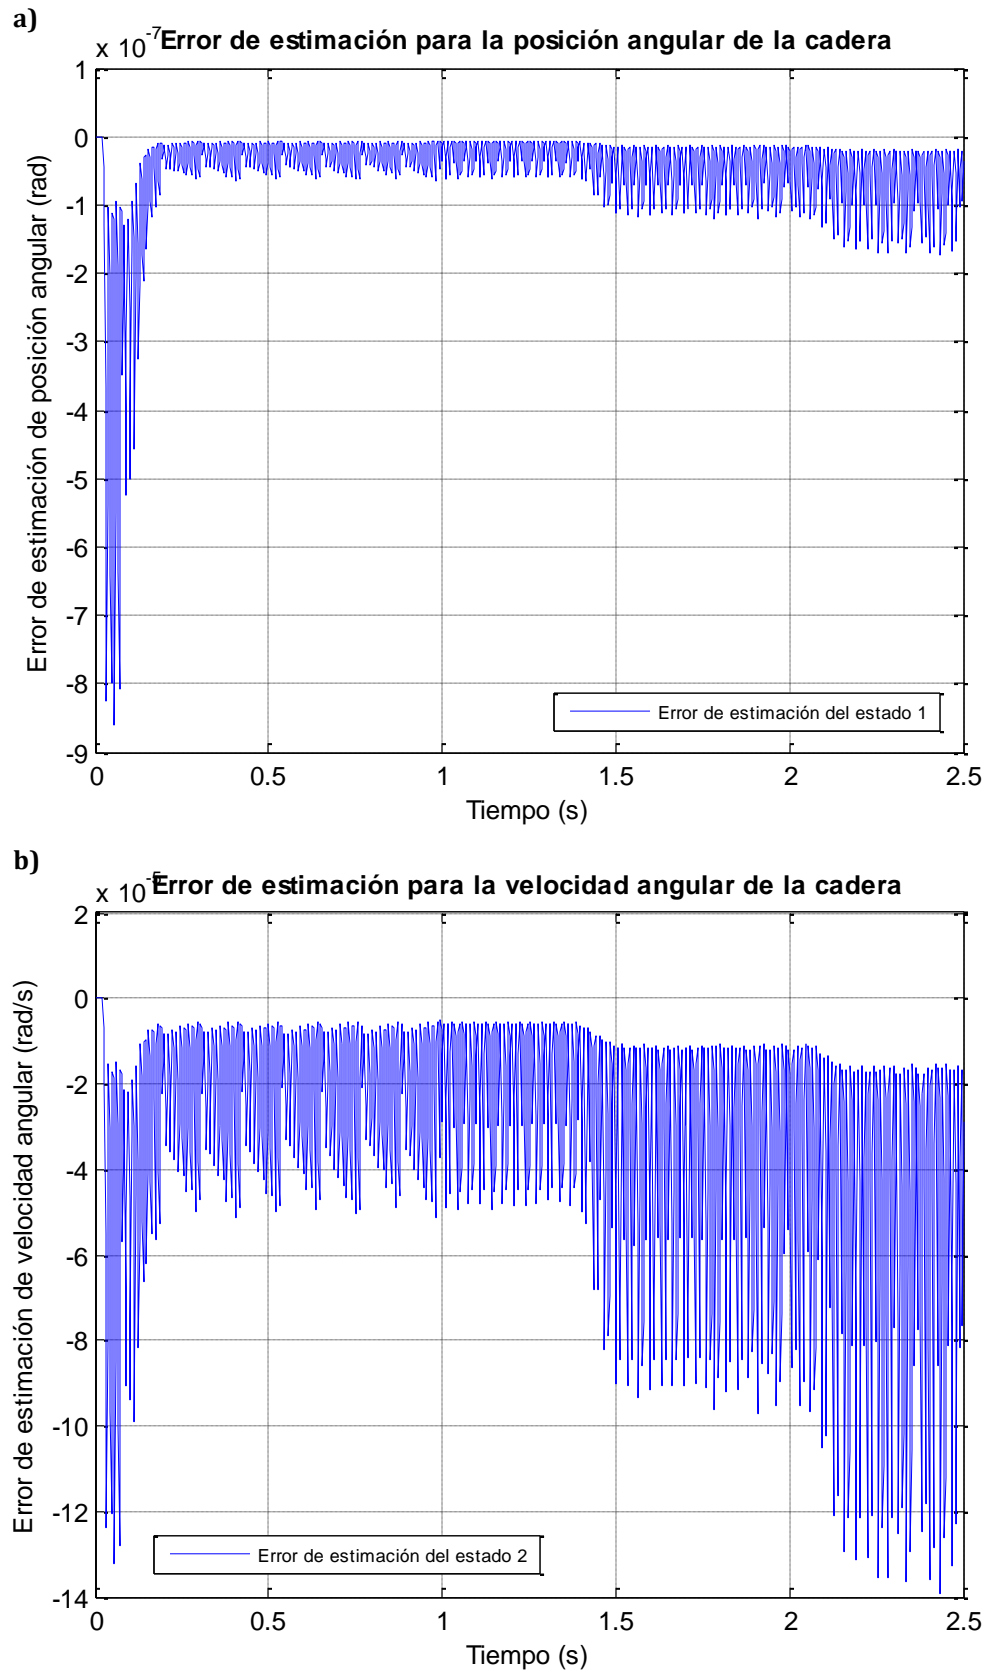 a)
x 10-7 Error de estimación para la posición angular de la cadera
1
0
-1
-2
-3
-4
-5
-6
-7
-8
-9
Error de estimación de posición angular (rad)
Error de estimación del estado 1
0 0.5 1 1.5 2 2.5
Tiempo (s)
b)
x 10-5 Error de estimación para la velocidad angular de la cadera
2
0
-2
-4
-6
-8
-10
-12
-14
Error de estimación de velocidad angular (rad/s)
Error de estimación del estado 2
0 0.5 1 1.5 2 2.5
Tiempo (s)